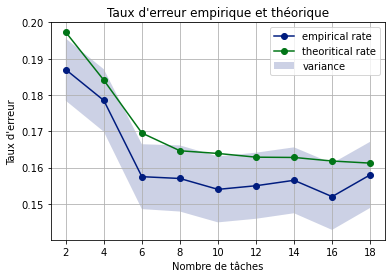 Taux d'erreur empirique et théorique
0.20
0.19
0.18
0.17
0.16
0.15
Taux d'erreur
empirical rate
theoritical rate
variance
2 4 6 8 10 12 14 16 18
Nombre de tâches